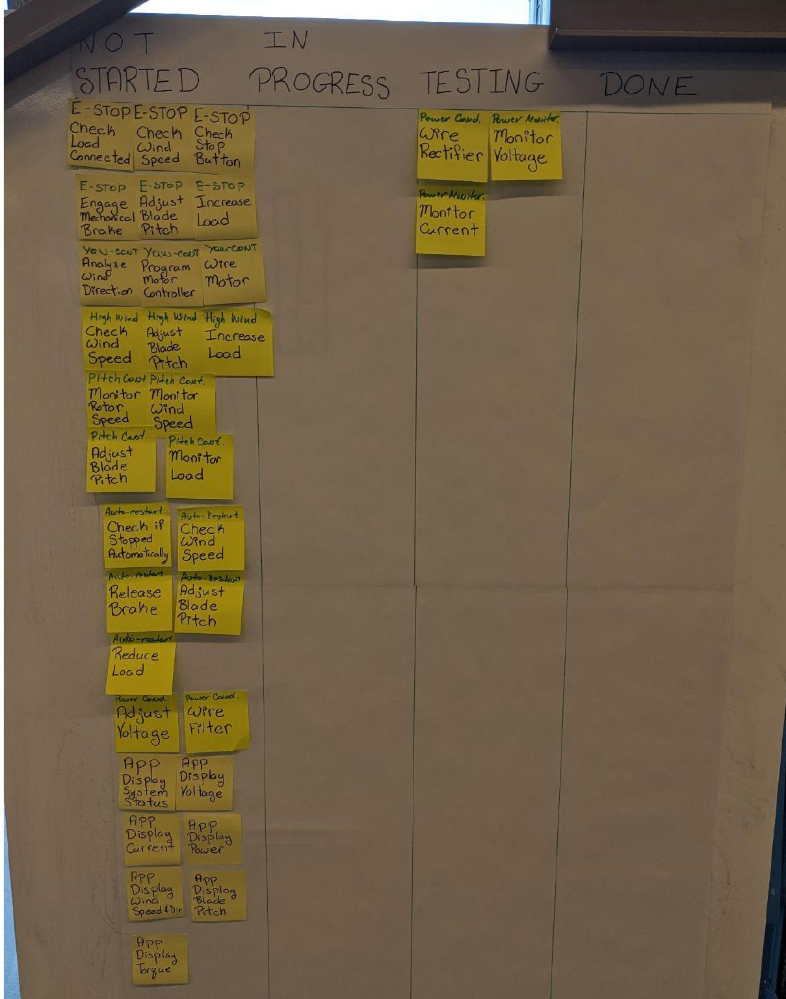 NOT
STARTED
IN
PROGRESS
TESTING
DONE
E-STOP
Check
Load
Connected
E-STOP
Check
Wind
Speed
E-STOP
Check
Stop
Button
E-STOP
Engage
Mechanical
Brake
E-STOP
Adjust
Blade
Pitch
E-STOP
Increase
Load
Yaw-CONT
Analyze
Wind
Direction
Yaw-CONT
Program
Motor
Controller
Yaw-CONT
Wire
Motor
High Wind
Check
Wind
Speed
High Wind
Adjust
Blade
Pitch
High Wind
Increase
Load
Pitch Cont
Monitor
Rotor
Speed
Pitch Cont.
Monitor
Wind
Speed
Pitch Cont.
Adjust
Blade
Pitch
Pitch Cont.
Monitor
Load
Auto-restart
Check if
Stopped
Automatically
Auto-Restart
Check
Wind
Speed
Auto-restart
Release
Brake
Auto-Restart
Adjust
Blade
Pitch
Auto-restart
Reduce
Load
Power Cond.
Adjust
Voltage
Power Cond.
Wire
Filter
App
Display
System
Status
App
Display
Voltage
App
Display
Current
App
Display
Power
App
Display
Wind
Speed & Dir
App
Display
Blade
Pitch
App
Display
Torque
Power Cond.
Wire
Rectifier
Power Monitor.
Monitor
Voltage
Power Monitor.
Monitor
Current